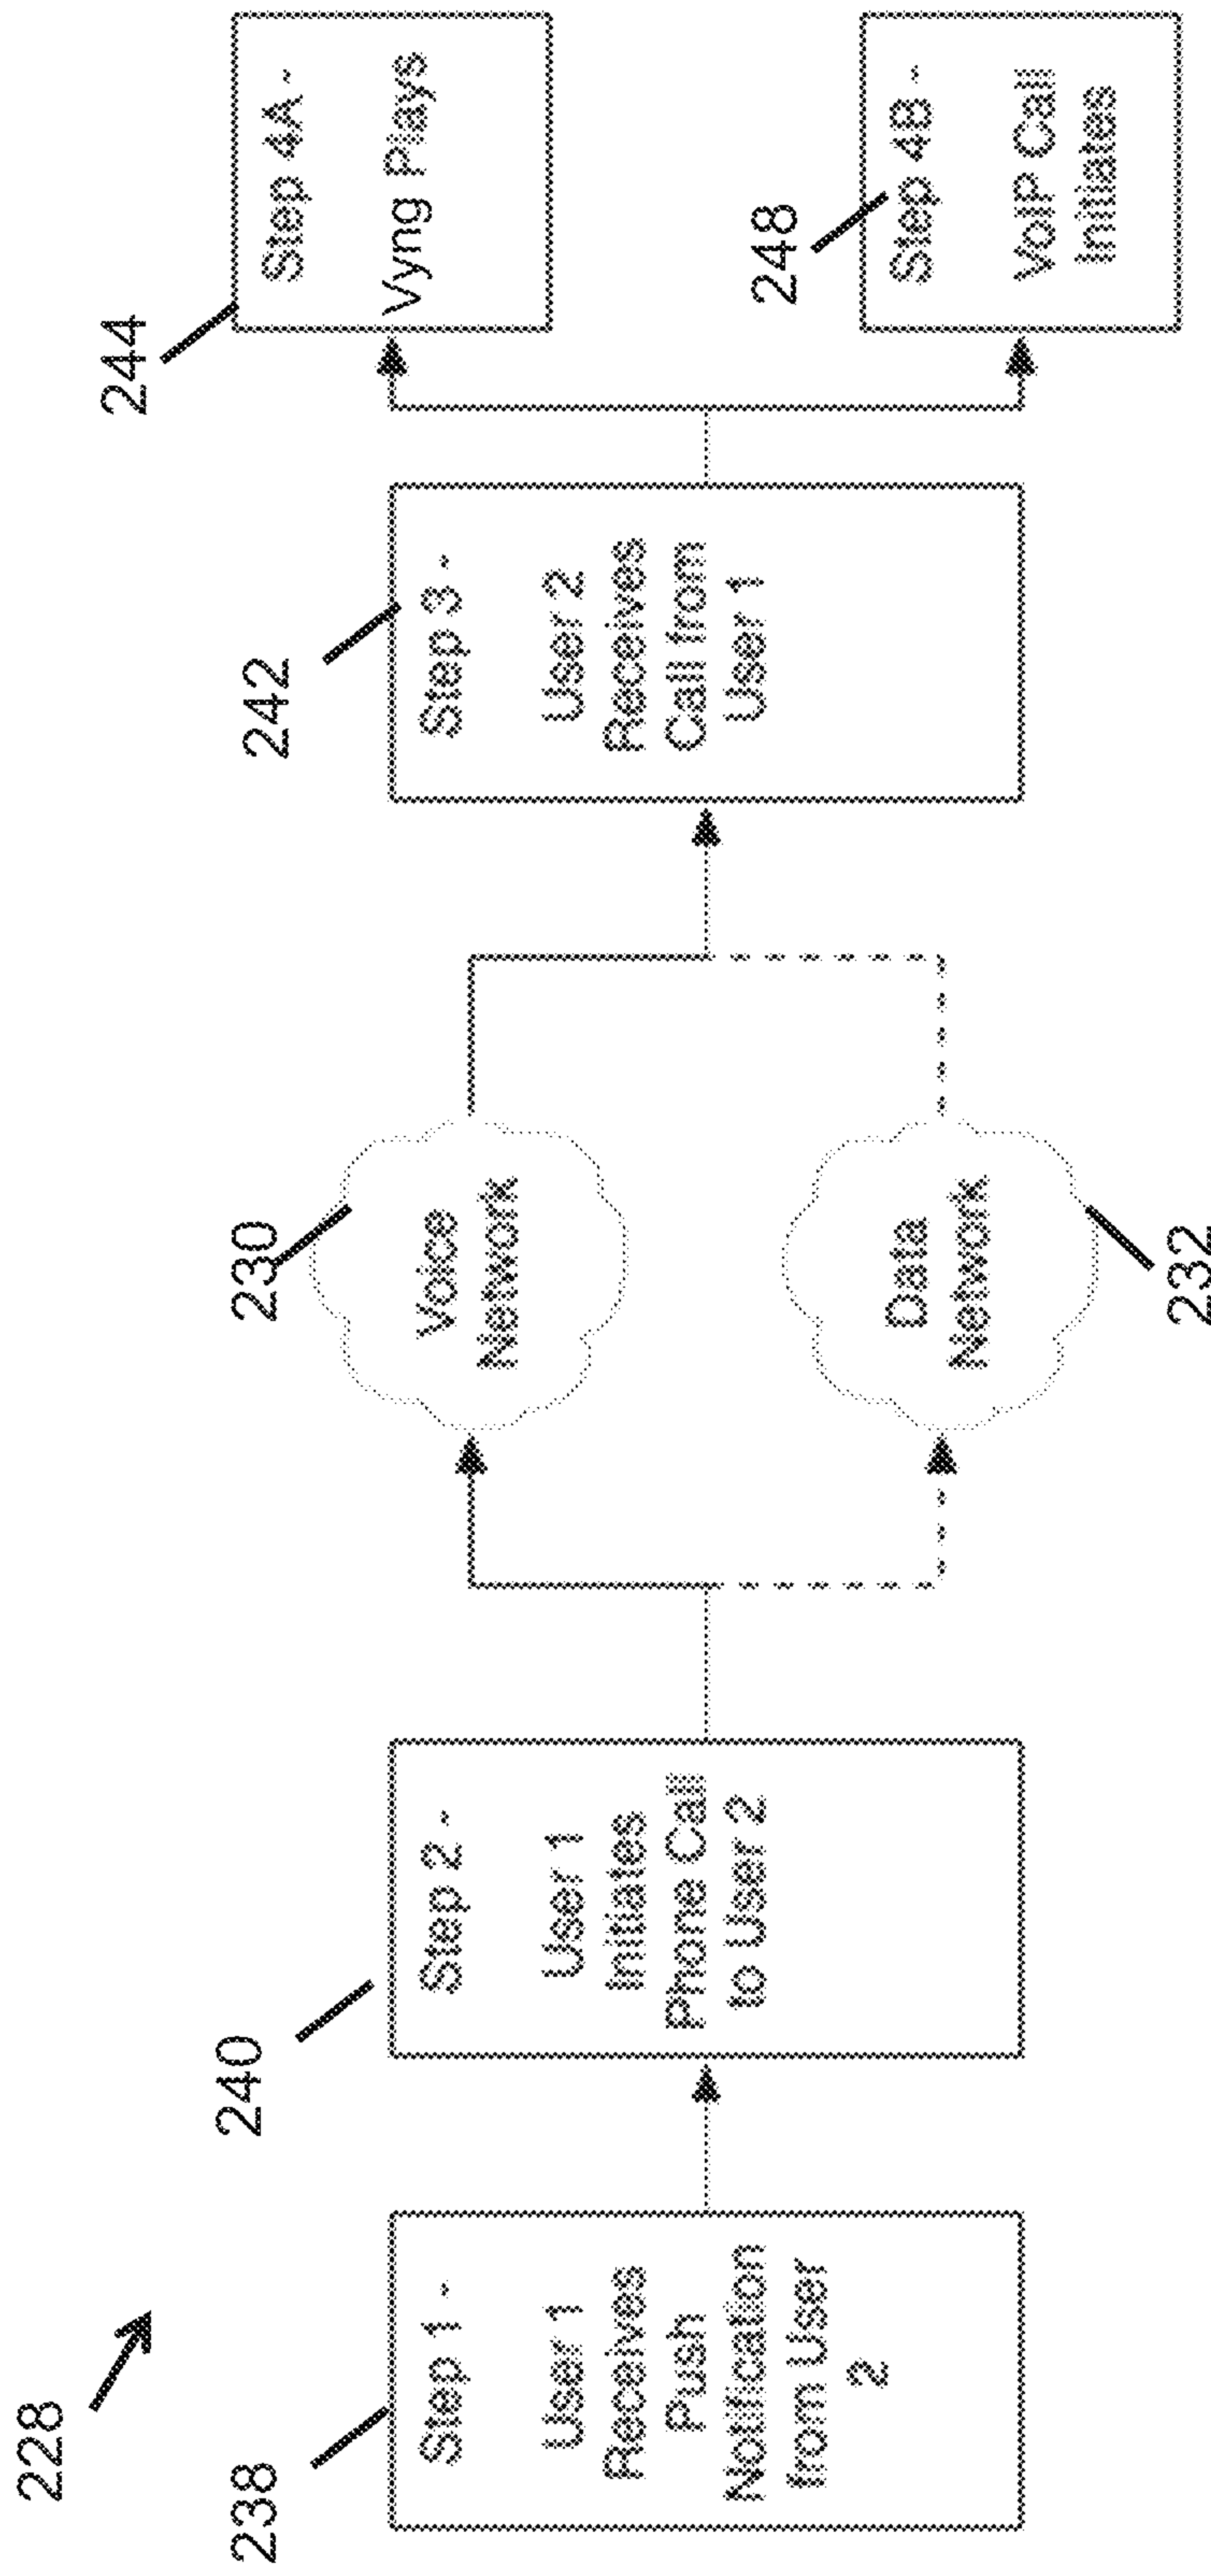 228
238
Step 1 -
User 1
Receives
Push
Notification
from User
2
240
Step 2 -
User 1
Initiates
Phone Call
to User 2
230
Voice
Network
Data
Network
232
242
Step 3 -
User 2
Receives
Call from
User 1
244
Step 4A -
Vyng Plays
248
Step 4B -
VoIP Call
Initiates